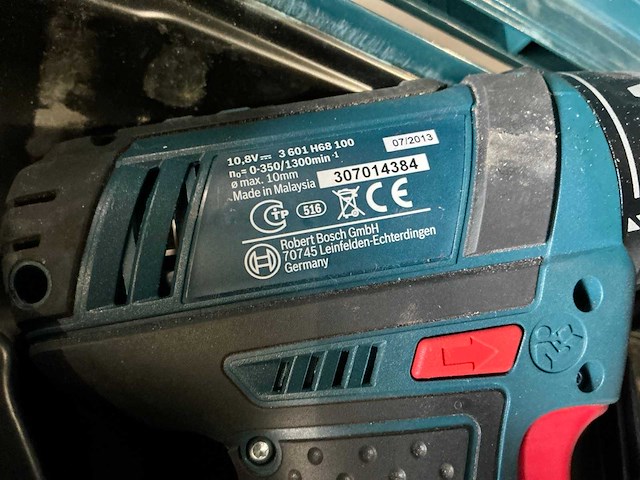 10,8V⎓ 3 601 H68 100 07/2013
n₀= 0-350/1300min⁻¹
ø max. 10mm
Made in Malaysia 307014384
CTP 516 CE
Robert Bosch GmbH
70745 Leinfelden-Echterdingen
Germany